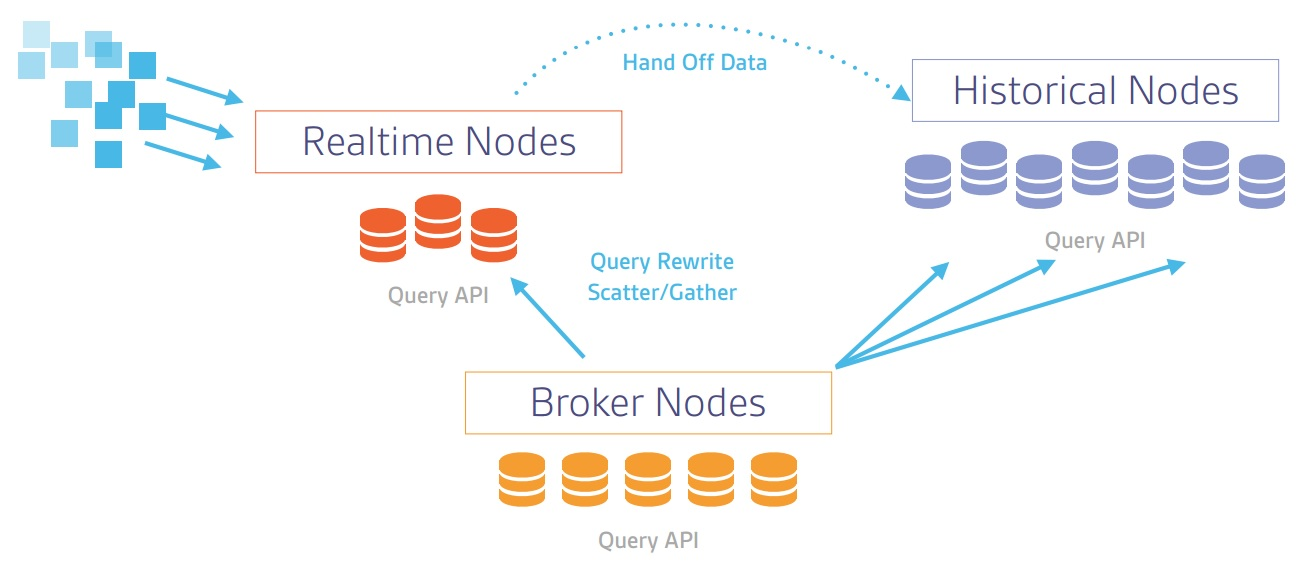 Hand Off Data
Historical Nodes
Realtime Nodes
Query API
Query Rewrite
Scatter/Gather
Query API
Broker Nodes
Query API